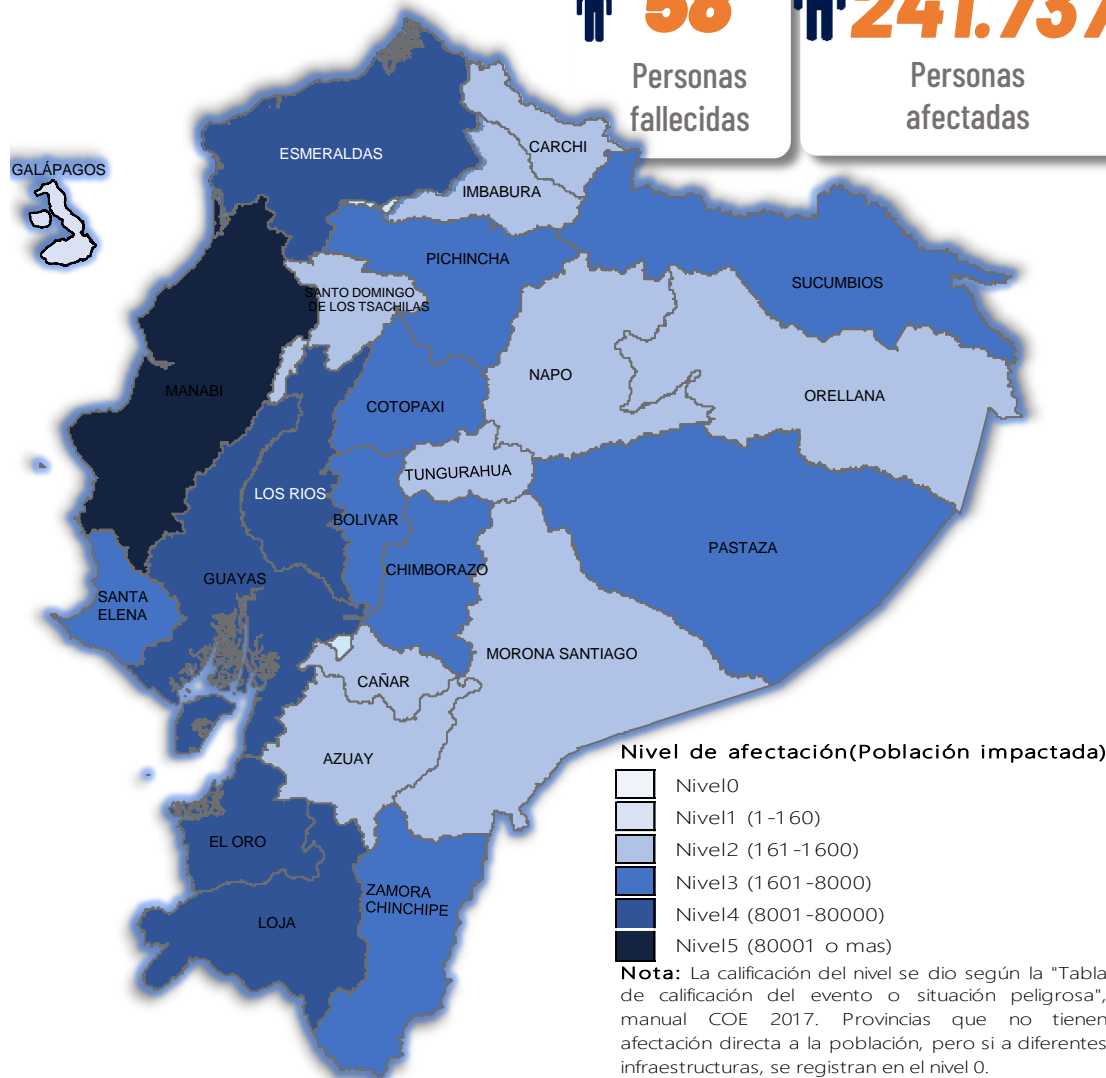 58
241.737
Personas
fallecidas
Personas
afectadas
GALÁPAGOS
ESMERALDAS
CARCHI
IMBABURA
PICHINCHA
SUCUMBIOS
SANTO DOMINGO
DE LOS TSACHILAS
MANABI
NAPO
ORELLANA
COTOPAXI
TUNGURAHUA
LOS RIOS
BOLIVAR
PASTAZA
CHIMBORAZO
GUAYAS
SANTA
ELENA
MORONA SANTIAGO
CAÑAR
AZUAY
EL ORO
ZAMORA
CHINCHIPE
LOJA
Nivel de afectación(Población impactada)
Nivel0
Nivel1 (1-160)
Nivel2 (161-1600)
Nivel3 (1601-8000)
Nivel4 (8001-80000)
Nivel5 (80001 o mas)
Nota: La calificación del nivel se dio según la "Tabla
de calificación del evento o situación peligrosa",
manual COE 2017. Provincias que no tienen
afectación directa a la población, pero si a diferentes
infraestructuras, se registran en el nivel 0.